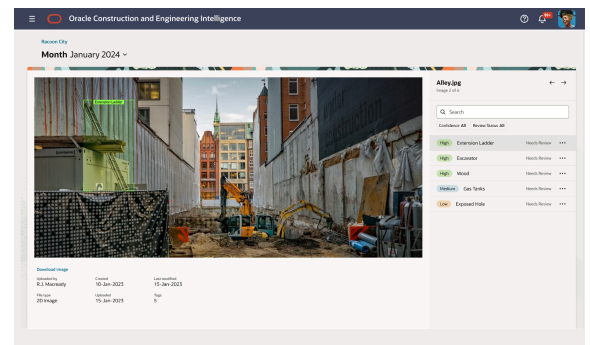 Oracle Construction and Engineering Intelligence
99+
Racoon City
Month January 2024
Extension Ladder
Alley.jpg
Image 2 of 6
Search
Confidence All Review Status All
High Extension Ladder Needs Review
High Excavator Needs Review
High Wood Needs Review
Medium Gas Tanks Needs Review
Low Exposed Hole Needs Review
Download Image
Uploaded by Created Last modified
R.J. Macready 10-Jan-2023 15-Jan-2023
File type Uploaded Tags
2D Image 15-Jan-2023 5